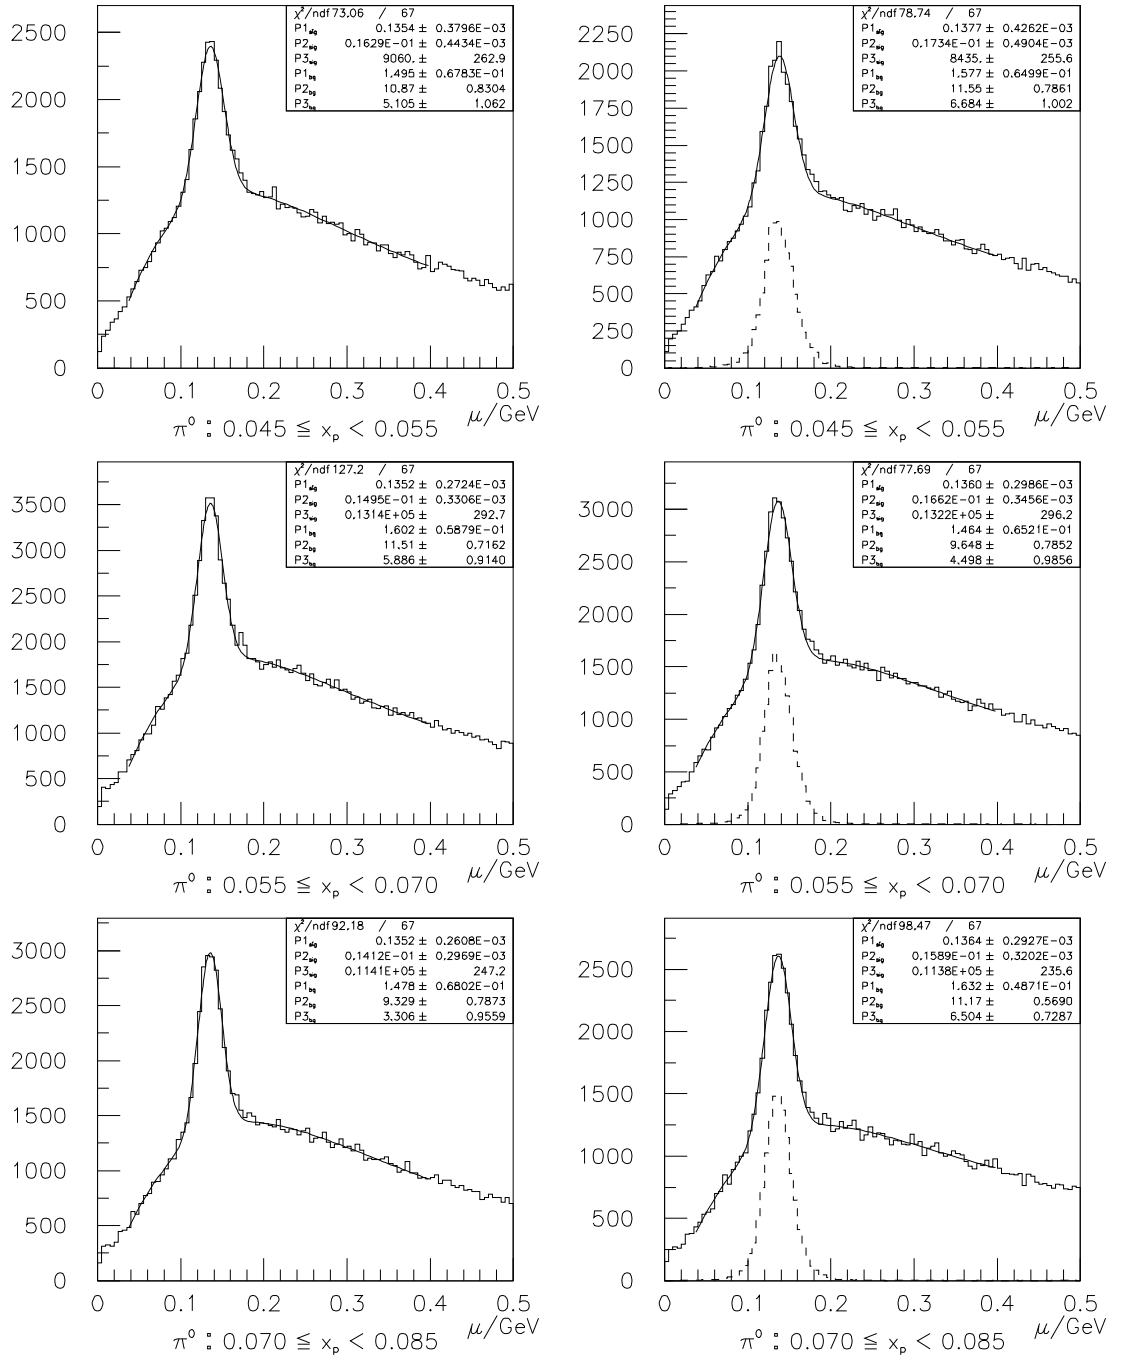 χ²/ndf 73.06 / 67
P1sig 0.1354 ± 0.3796E-03
P2sig 0.1629E-01 ± 0.4434E-03
P3sig 9060. ± 262.9
P1bg 1.495 ± 0.6783E-01
P2bg 10.87 ± 0.8304
P3bg 5.105 ± 1.062
2500
2000
1500
1000
500
0
0 0.1 0.2 0.3 0.4 0.5
μ/GeV
π⁰ : 0.045 ≦ xp < 0.055
χ²/ndf 78.74 / 67
P1sig 0.1377 ± 0.4262E-03
P2sig 0.1734E-01 ± 0.4904E-03
P3sig 8435. ± 255.6
P1bg 1.577 ± 0.6499E-01
P2bg 11.55 ± 0.7861
P3bg 6.684 ± 1.002
2250
2000
1750
1500
1250
1000
750
500
250
0
0 0.1 0.2 0.3 0.4 0.5
μ/GeV
π⁰ : 0.045 ≦ xp < 0.055
χ²/ndf 127.2 / 67
P1sig 0.1352 ± 0.2724E-03
P2sig 0.1495E-01 ± 0.3306E-03
P3sig 0.1314E+05 ± 292.7
P1bg 1.602 ± 0.5879E-01
P2bg 11.51 ± 0.7162
P3bg 5.886 ± 0.9140
3500
3000
2500
2000
1500
1000
500
0
0 0.1 0.2 0.3 0.4 0.5
μ/GeV
π⁰ : 0.055 ≦ xp < 0.070
χ²/ndf 77.69 / 67
P1sig 0.1360 ± 0.2986E-03
P2sig 0.1662E-01 ± 0.3456E-03
P3sig 0.1322E+05 ± 296.2
P1bg 1.464 ± 0.6521E-01
P2bg 9.648 ± 0.7852
P3bg 4.498 ± 0.9856
3000
2500
2000
1500
1000
500
0
0 0.1 0.2 0.3 0.4 0.5
μ/GeV
π⁰ : 0.055 ≦ xp < 0.070
χ²/ndf 92.18 / 67
P1sig 0.1352 ± 0.2608E-03
P2sig 0.1412E-01 ± 0.2969E-03
P3sig 0.1141E+05 ± 247.2
P1bg 1.478 ± 0.6802E-01
P2bg 9.329 ± 0.7873
P3bg 3.306 ± 0.9559
3000
2500
2000
1500
1000
500
0
0 0.1 0.2 0.3 0.4 0.5
μ/GeV
π⁰ : 0.070 ≦ xp < 0.085
χ²/ndf 98.47 / 67
P1sig 0.1364 ± 0.2927E-03
P2sig 0.1589E-01 ± 0.3202E-03
P3sig 0.1138E+05 ± 235.6
P1bg 1.632 ± 0.4871E-01
P2bg 11.17 ± 0.5690
P3bg 6.504 ± 0.7287
2500
2000
1500
1000
500
0
0 0.1 0.2 0.3 0.4 0.5
μ/GeV
π⁰ : 0.070 ≦ xp < 0.085